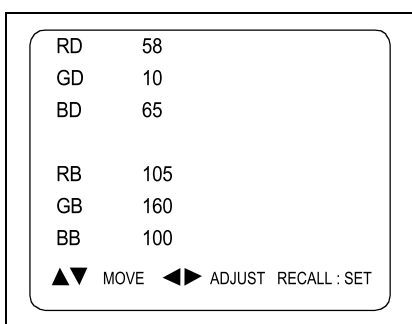 RD 58
GD 10
BD 65
RB 105
GB 160
BB 100
▲▼ MOVE ◀▶ ADJUST RECALL : SET